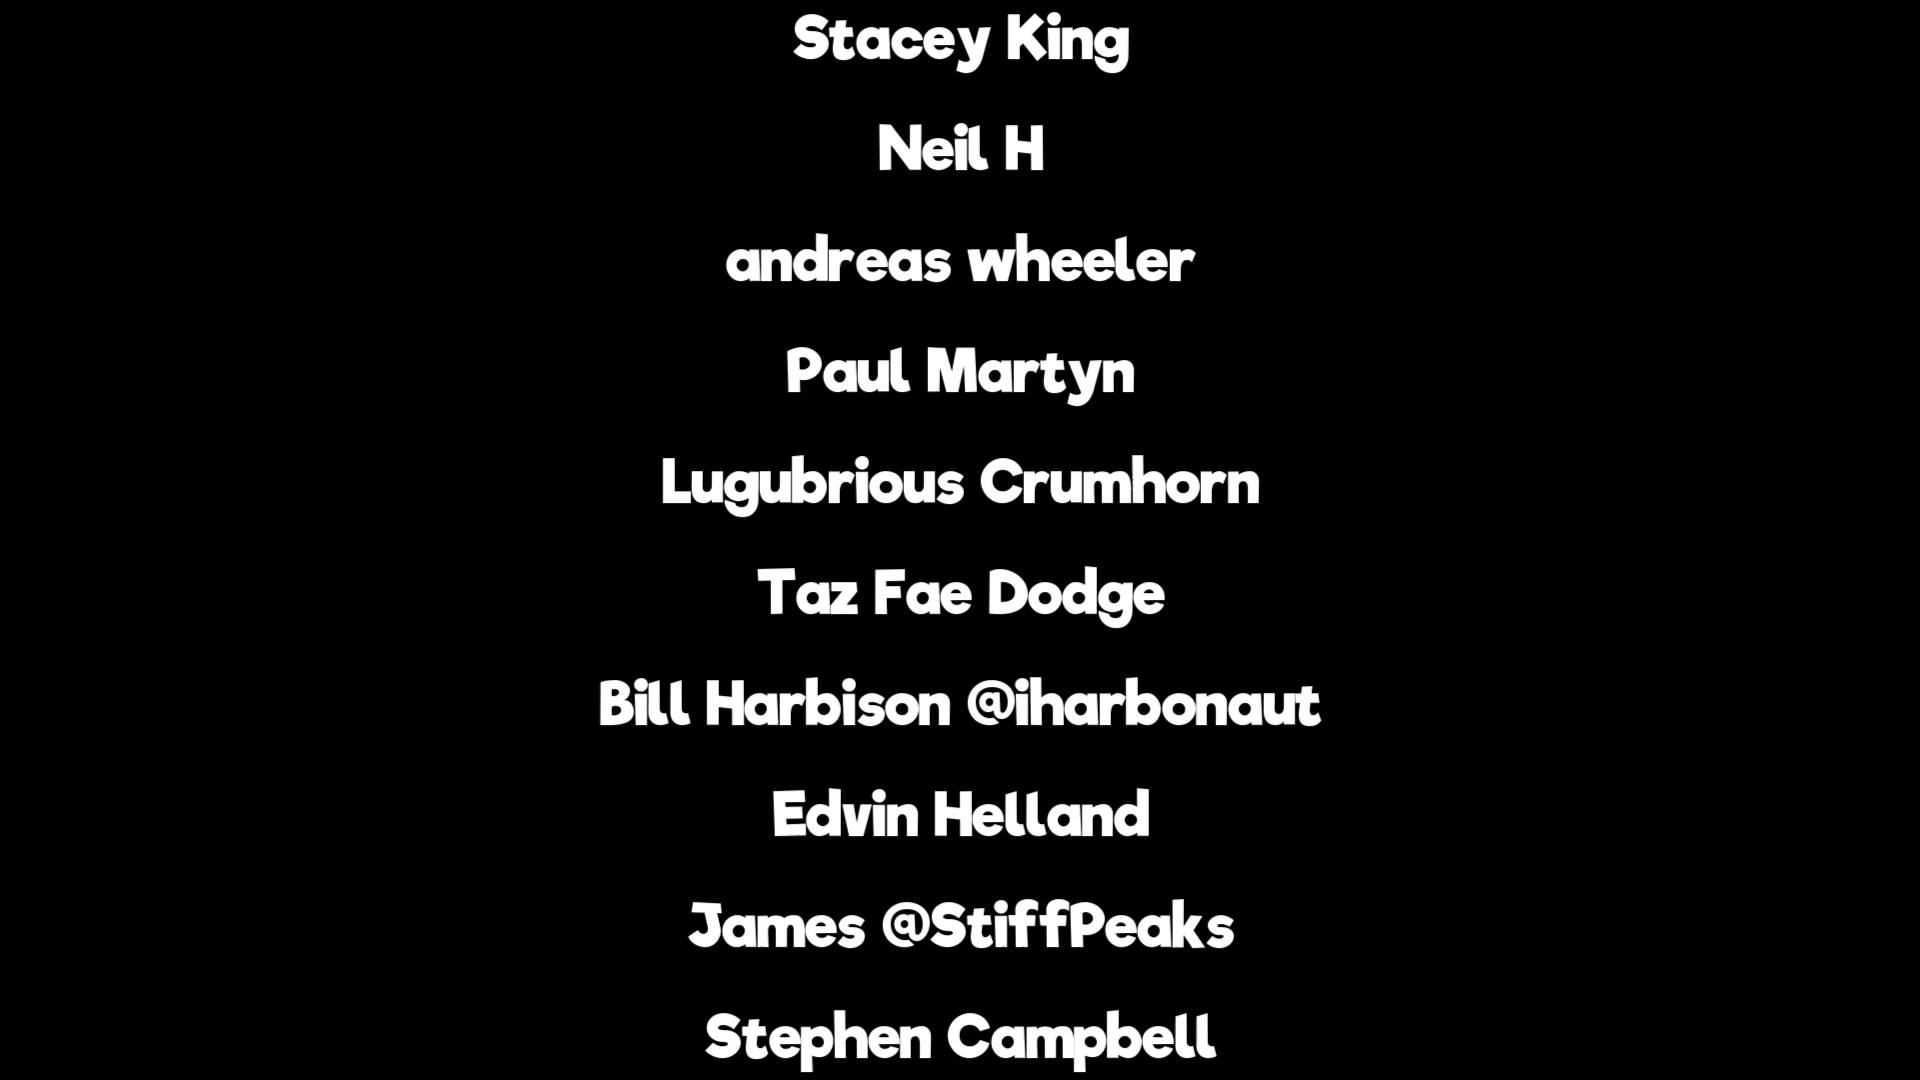 Stacey King
Neil H
andreas wheeler
Paul Martyn
Lugubrious Crumhorn
Taz Fae Dodge
Bill Harbison @iharbonaut
Edvin Helland
James @StiffPeaks
Stephen Campbell